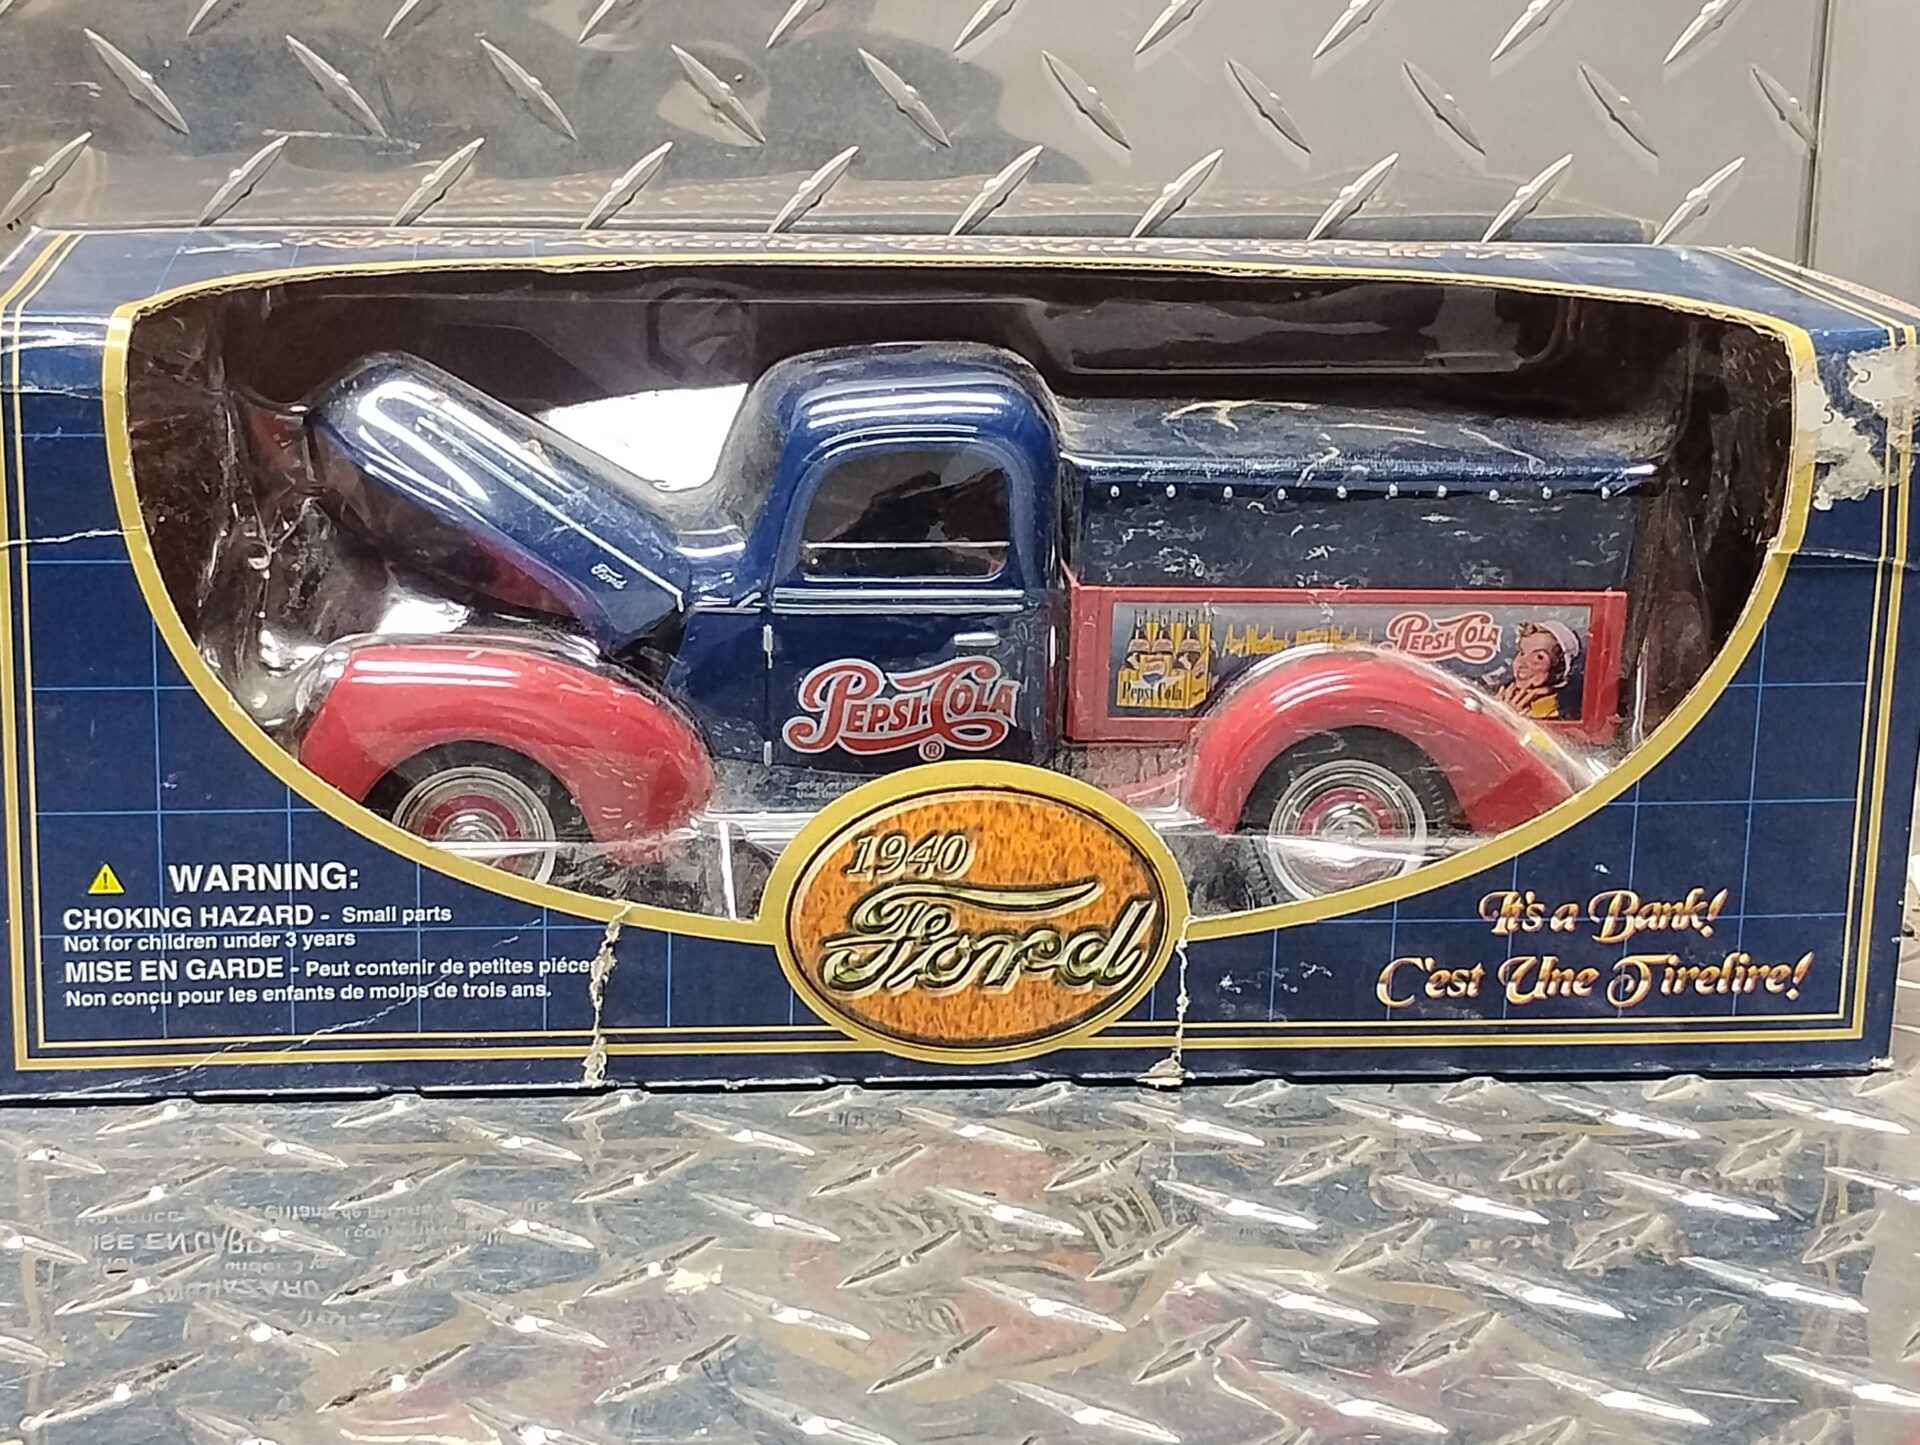 Ford
PEPSI-COLA
®
Pepsi Cola
PEPSI-COLA
1940
Ford
WARNING:
CHOKING HAZARD - Small parts
Not for children under 3 years
MISE EN GARDE - Peut contenir de petites piéces
Non conçu pour les enfants de moins de trois ans.
It's a Bank!
C'est Une Tirelire!